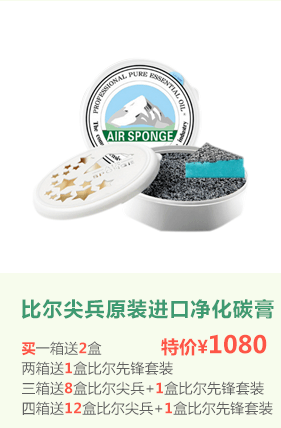 PROFESSIONAL PURE ESSENTIAL OIL
AIR SPONGE
比尔尖兵原装进口净化碳膏
买一箱送2盒 特价¥1080
两箱送1盒比尔先锋套装
三箱送8盒比尔尖兵+1盒比尔先锋套装
四箱送12盒比尔尖兵+1盒比尔先锋套装